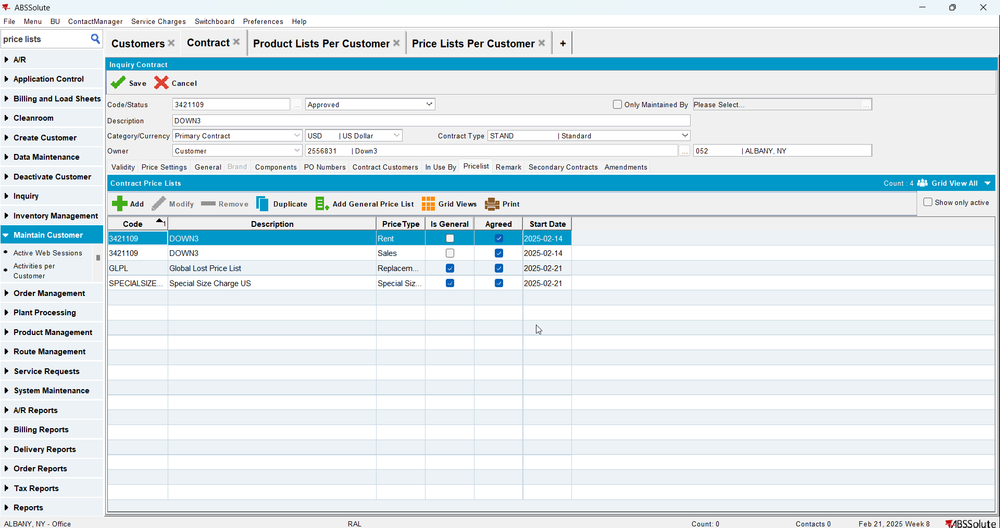 ABSSolute
File Menu BU ContactManager Service Charges Switchboard Preferences Help
price lists
Customers Contract Product Lists Per Customer Price Lists Per Customer +
A/R
Application Control
Billing and Load Sheets
Cleanroom
Create Customer
Data Maintenance
Deactivate Customer
Inquiry
Inventory Management
Maintain Customer
Active Web Sessions
Activities per
Customer
Order Management
Plant Processing
Product Management
Route Management
Service Requests
System Maintenance
A/R Reports
Billing Reports
Delivery Reports
Order Reports
Tax Reports
Reports
Inquiry Contract
Save Cancel
Code/Status 3421109 ... Approved Only Maintained By Please Select... ...
Description DOWN3
Category/Currency Primary Contract USD | US Dollar Contract Type STAND | Standard
Owner Customer 2556831 | Down3 ... 052 | ALBANY, NY
Validity Price Settings General Brand Components PO Numbers Contract Customers In Use By Pricelist Remark Secondary Contracts Amendments
Contract Price Lists Count : 4 Grid View All
Add Modify Remove Duplicate Add General Price List Grid Views Print Show only active
Code 1 Description PriceType Is General Agreed Start Date
3421109 DOWN3 Rent 2025-02-14
3421109 DOWN3 Sales 2025-02-14
GLPL Global Lost Price List Replacem... 2025-02-21
SPECIALSIZE... Special Size Charge US Special Siz... 2025-02-21
ALBANY, NY - Office RAL Count: 0 Contacts 0 Feb 21, 2025 Week 8 ABSSolute